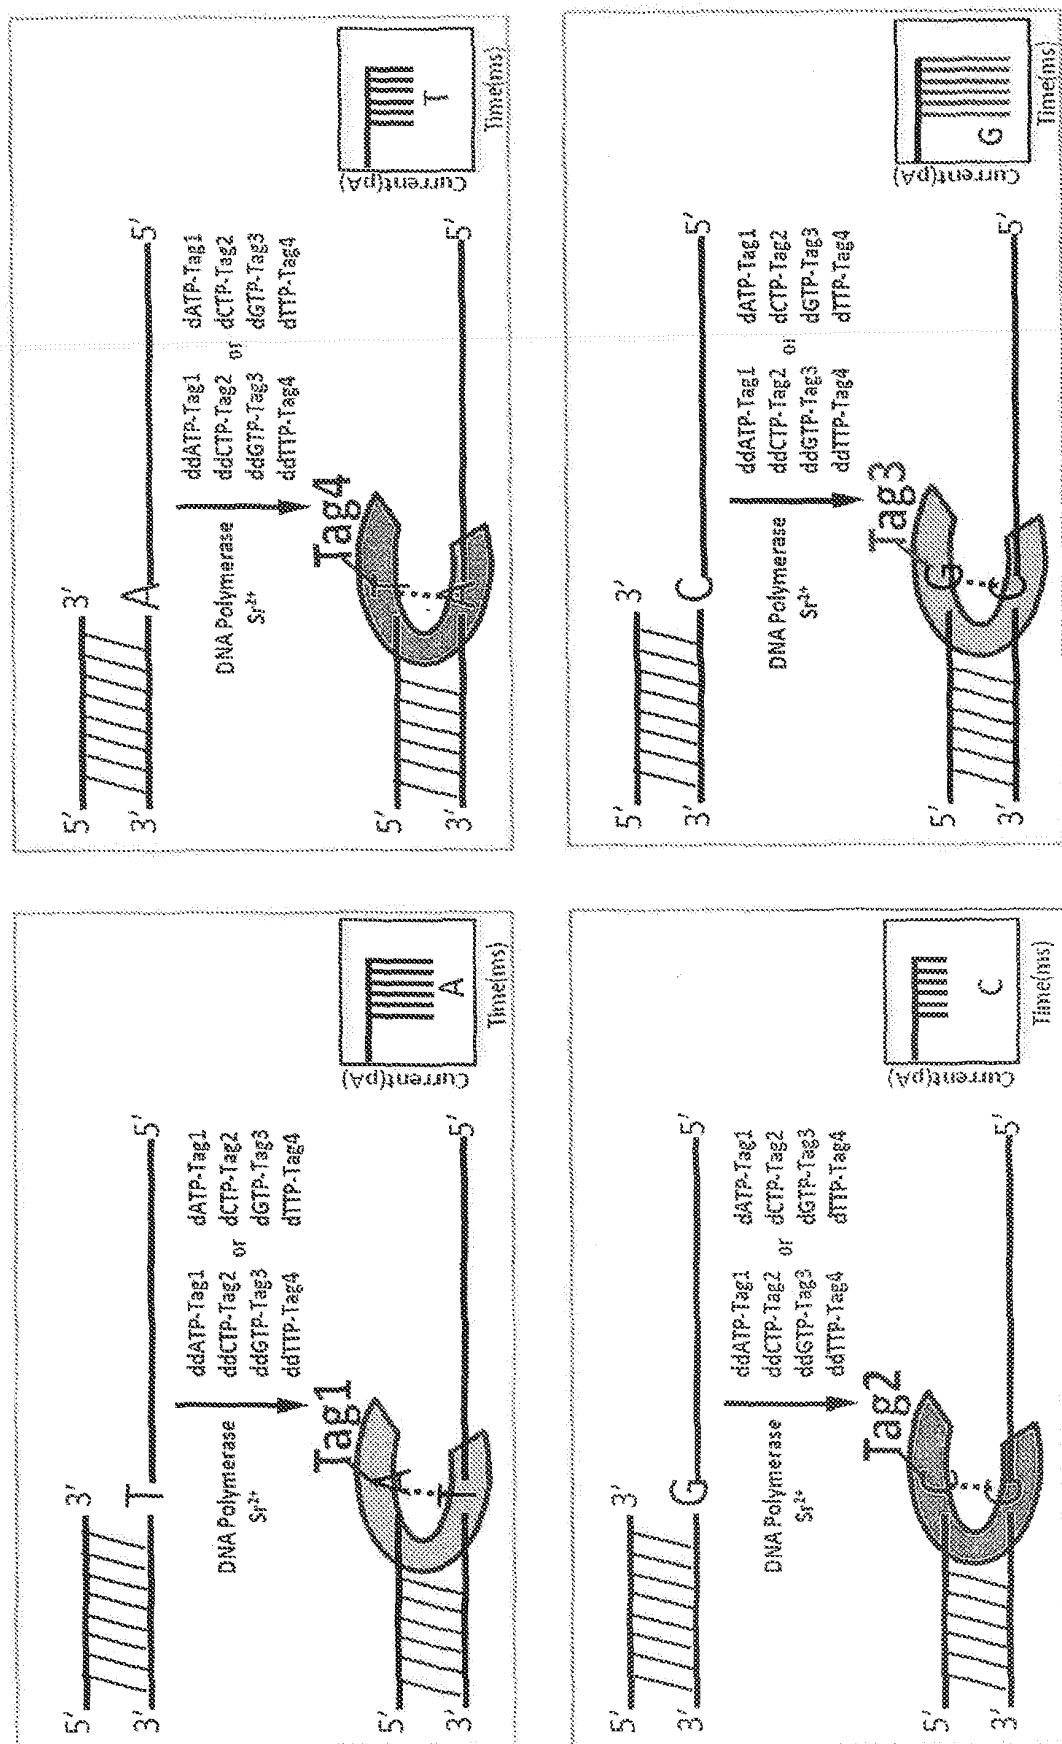 5' 3'
3' T 5'
DNA Polymerase
Sr²⁺
ddATP-Tag1
ddCTP-Tag2
ddGTP-Tag3
ddTTP-Tag4
or
dATP-Tag1
dCTP-Tag2
dGTP-Tag3
dTTP-Tag4
Tag1
5' A
3' T 5'
Current(pA)
A
Time(ms)
5' 3'
3' A 5'
DNA Polymerase
Sr²⁺
ddATP-Tag1
ddCTP-Tag2
ddGTP-Tag3
ddTTP-Tag4
or
dATP-Tag1
dCTP-Tag2
dGTP-Tag3
dTTP-Tag4
Tag4
5' T
3' A 5'
Current(pA)
T
Time(ms)
5' 3'
3' G 5'
DNA Polymerase
Sr²⁺
ddATP-Tag1
ddCTP-Tag2
ddGTP-Tag3
ddTTP-Tag4
or
dATP-Tag1
dCTP-Tag2
dGTP-Tag3
dTTP-Tag4
Tag2
5' C
3' G 5'
Current(pA)
C
Time(ms)
5' 3'
3' C 5'
DNA Polymerase
Sr²⁺
ddATP-Tag1
ddCTP-Tag2
ddGTP-Tag3
ddTTP-Tag4
or
dATP-Tag1
dCTP-Tag2
dGTP-Tag3
dTTP-Tag4
Tag3
5' G
3' C 5'
Current(pA)
G
Time(ms)